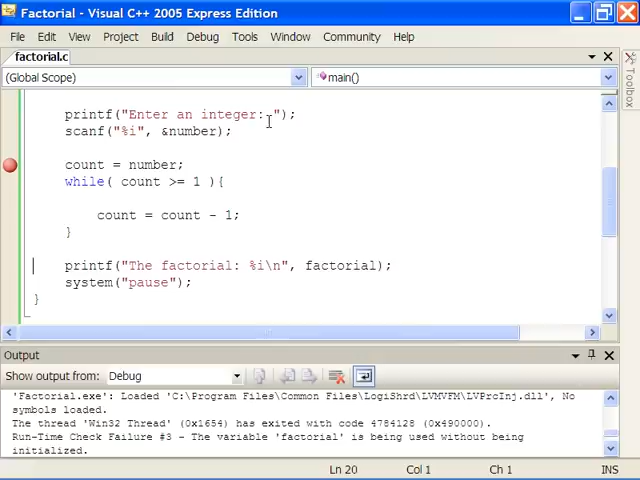 Factorial - Visual C++ 2005 Express Edition
File Edit View Project Build Debug Tools Window Community Help
factorial.c
(Global Scope) main()
Toolbox
printf("Enter an integer: ");
scanf("%i", &number);
count = number;
while( count >= 1 ){
count = count - 1;
}
printf("The factorial: %i\n", factorial);
system("pause");
}
Output
Show output from: Debug
'Factorial.exe': Loaded 'C:\Program Files\Common Files\LogiShrd\LVMVFM\LVPrcInj.dll', No
symbols loaded.
The thread 'Win32 Thread' (0x1654) has exited with code 4784128 (0x490000).
Run-Time Check Failure #3 - The variable 'factorial' is being used without being
initialized.
Ln 20 Col 1 Ch 1 INS